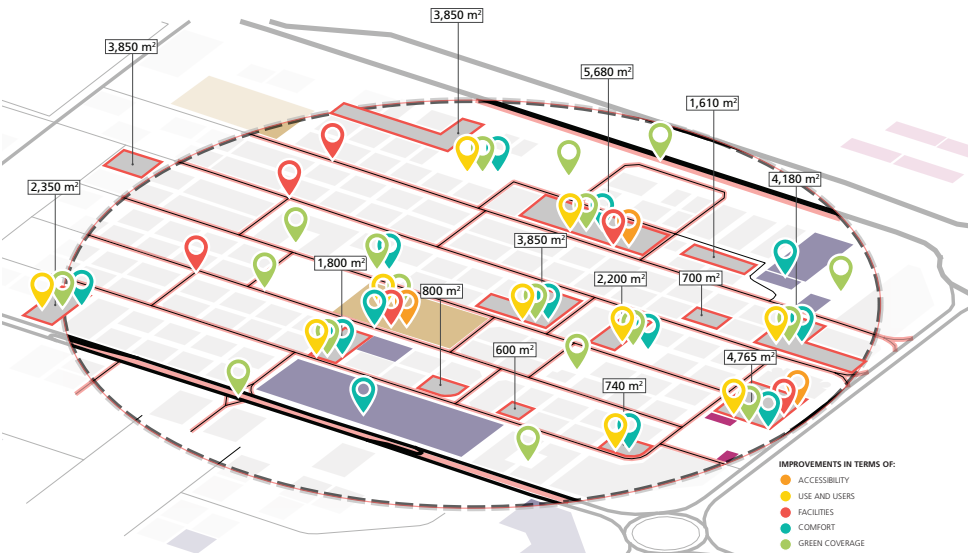 3,850 m²
3,850 m²
5,680 m²
1,610 m²
4,180 m²
2,350 m²
3,850 m²
1,800 m²
2,200 m²
700 m²
800 m²
600 m²
4,765 m²
740 m²
IMPROVEMENTS IN TERMS OF:
ACCESSIBILITY
USE AND USERS
FACILITIES
COMFORT
GREEN COVERAGE